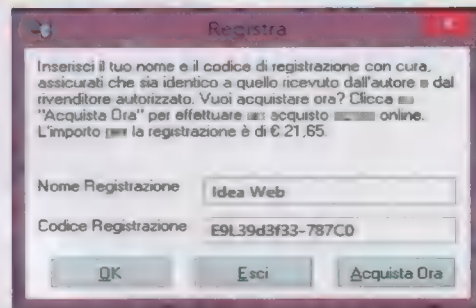 Registra
Inserisci il tuo nome e il codice di registrazione con cura,
assicurati che sia identico a quello ricevuto dall'autore dal
rivenditore autorizzato. Vuoi acquistare ora? Clicca
"Acquista Ora" per effettuare acquisto online.
L'importo la registrazione è di € 21,65.
Nome Registrazione
Idea Web
Codice Registrazione
E9L39d3f33-787C0
OK Esci Acquista Ora